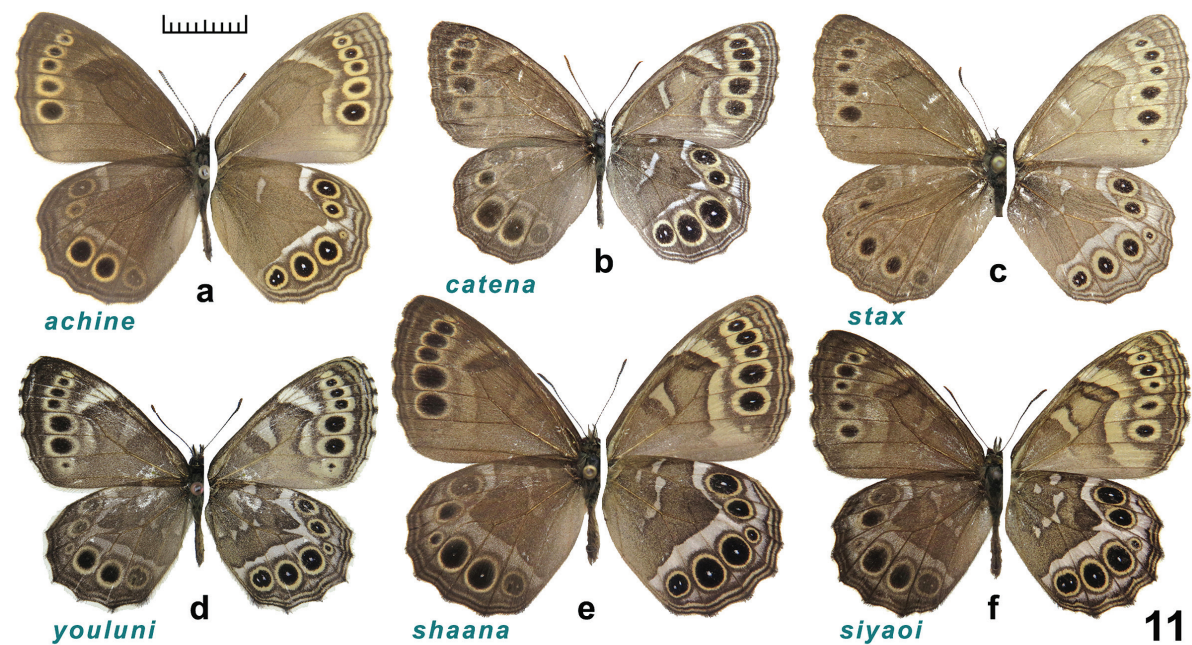 a
b
c
achine
catena
stax
d
e
f
youluni
shaana
siyaoi
11